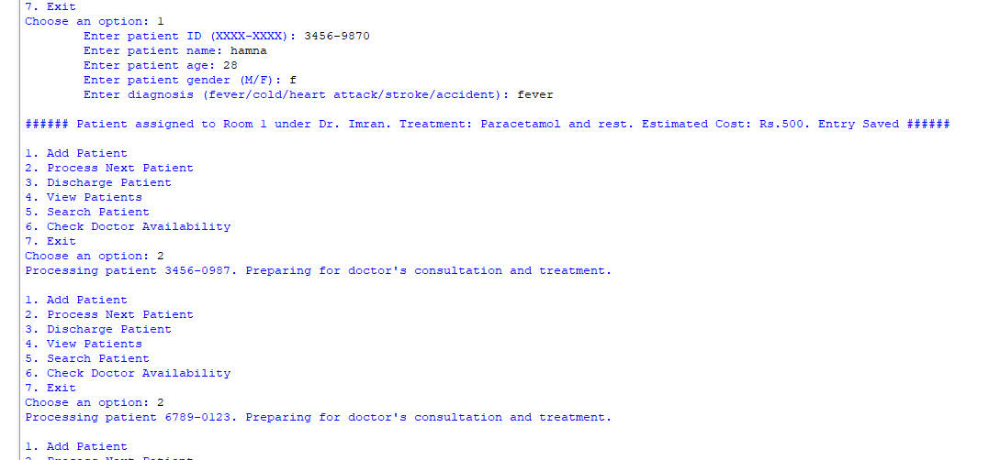 7. Exit
Choose an option: 1
Enter patient ID (XXXX-XXXX): 3456-9870
Enter patient name: hamna
Enter patient age: 28
Enter patient gender (M/F): f
Enter diagnosis (fever/cold/heart attack/stroke/accident): fever
###### Patient assigned to Room 1 under Dr. Imran. Treatment: Paracetamol and rest. Estimated Cost: Rs.500. Entry Saved ######
1. Add Patient
2. Process Next Patient
3. Discharge Patient
4. View Patients
5. Search Patient
6. Check Doctor Availability
7. Exit
Choose an option: 2
Processing patient 3456-0987. Preparing for doctor's consultation and treatment.
1. Add Patient
2. Process Next Patient
3. Discharge Patient
4. View Patients
5. Search Patient
6. Check Doctor Availability
7. Exit
Choose an option: 2
Processing patient 6789-0123. Preparing for doctor's consultation and treatment.
1. Add Patient
2. Process Next Patient